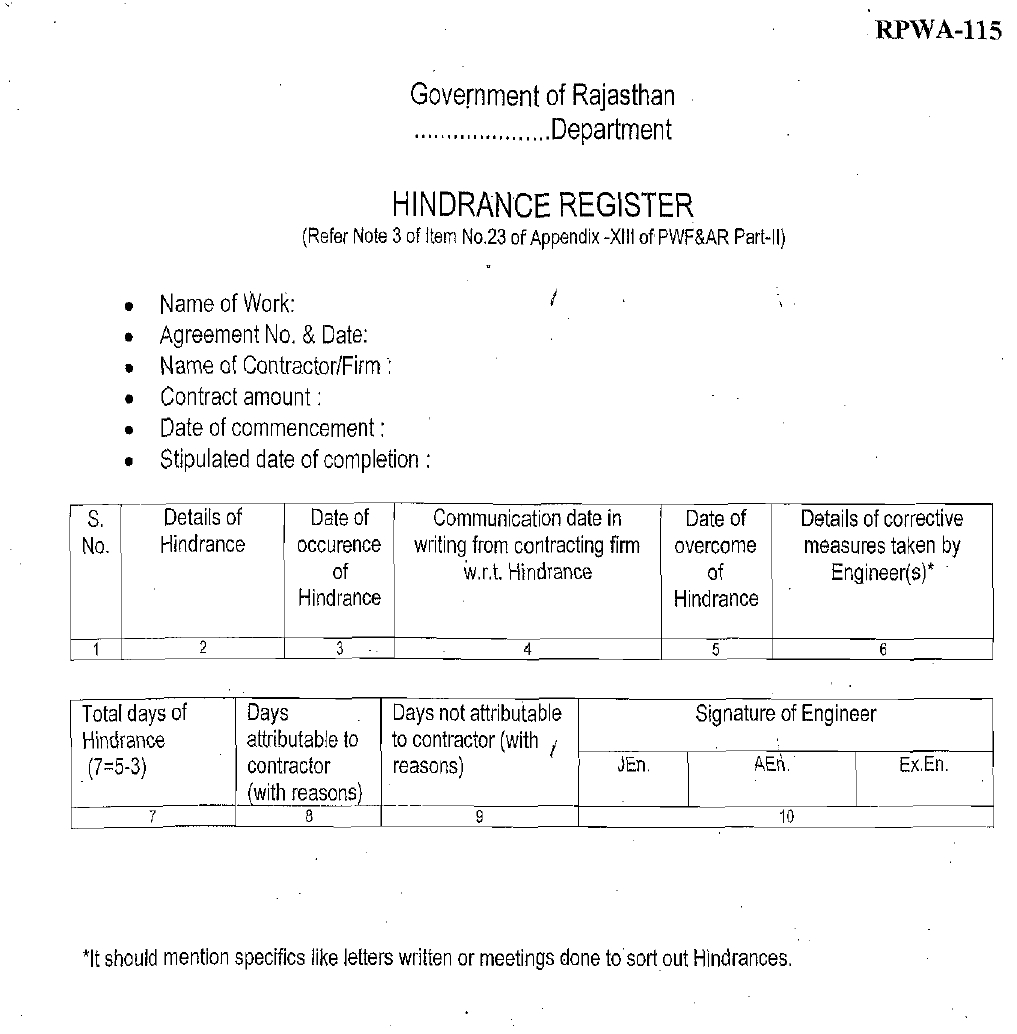 RPWA-115
Government of Rajasthan
.....................Department
HINDRANCE REGISTER
(Refer Note 3 of Item No.23 of Appendix -XIII of PWF&AR Part-II)
• Name of Work:
• Agreement No. & Date:
• Name of Contractor/Firm :
• Contract amount :
• Date of commencement :
• Stipulated date of completion :
S. No. Details of Hindrance Date of occurence of Hindrance Communication date in writing from contracting firm w.r.t. Hindrance Date of overcome of Hindrance Details of corrective measures taken by Engineer(s)*
1 2 3 4 5 6
Total days of Hindrance (7=5-3) Days attributable to contractor (with reasons) Days not attributable to contractor (with reasons) Signature of Engineer
JEn. AEn. Ex.En.
7 8 9 10
*It should mention specifics like letters written or meetings done to sort out Hindrances.